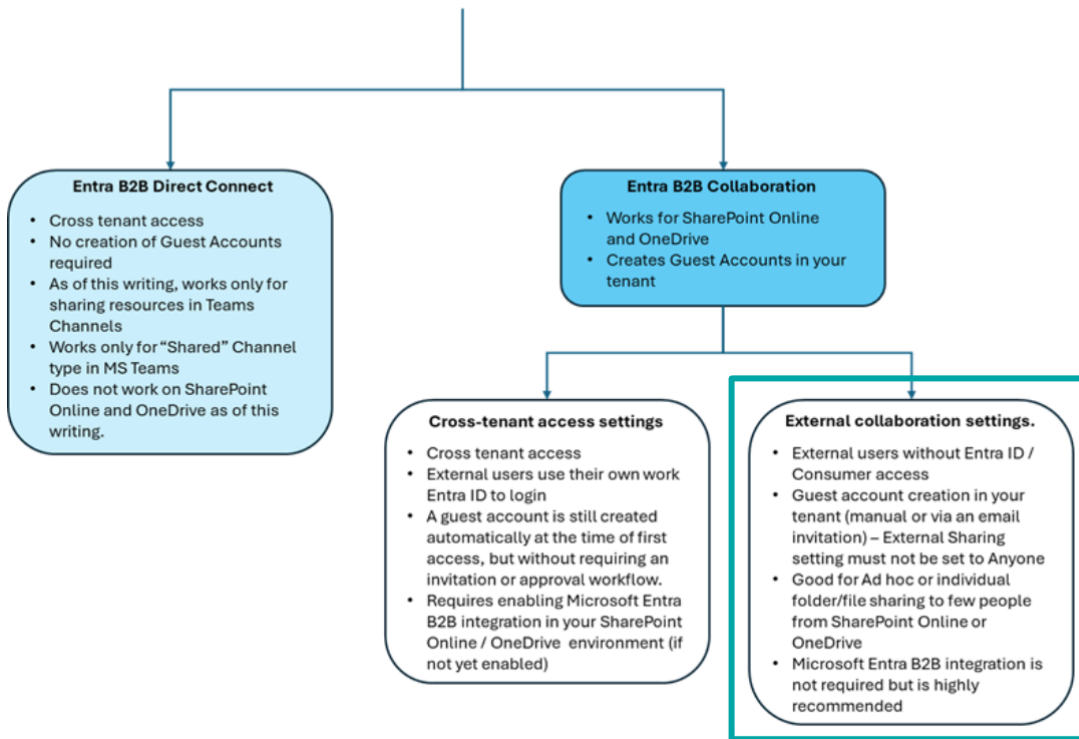 Entra B2B Direct Connect
• Cross tenant access
• No creation of Guest Accounts
required
• As of this writing, works only for
sharing resources in Teams
Channels
• Works only for “Shared” Channel
type in MS Teams
• Does not work on SharePoint
Online and OneDrive as of this
writing.
Entra B2B Collaboration
• Works for SharePoint Online
and OneDrive
• Creates Guest Accounts in your
tenant
Cross-tenant access settings
• Cross tenant access
• External users use their own work
Entra ID to login
• A guest account is still created
automatically at the time of first
access, but without requiring an
invitation or approval workflow.
• Requires enabling Microsoft Entra
B2B integration in your SharePoint
Online / OneDrive environment (if
not yet enabled)
External collaboration settings.
• External users without Entra ID /
Consumer access
• Guest account creation in your
tenant (manual or via an email
invitation) – External Sharing
setting must not be set to Anyone
• Good for Ad hoc or individual
folder/file sharing to few people
from SharePoint Online or
OneDrive
• Microsoft Entra B2B integration is
not required but is highly
recommended